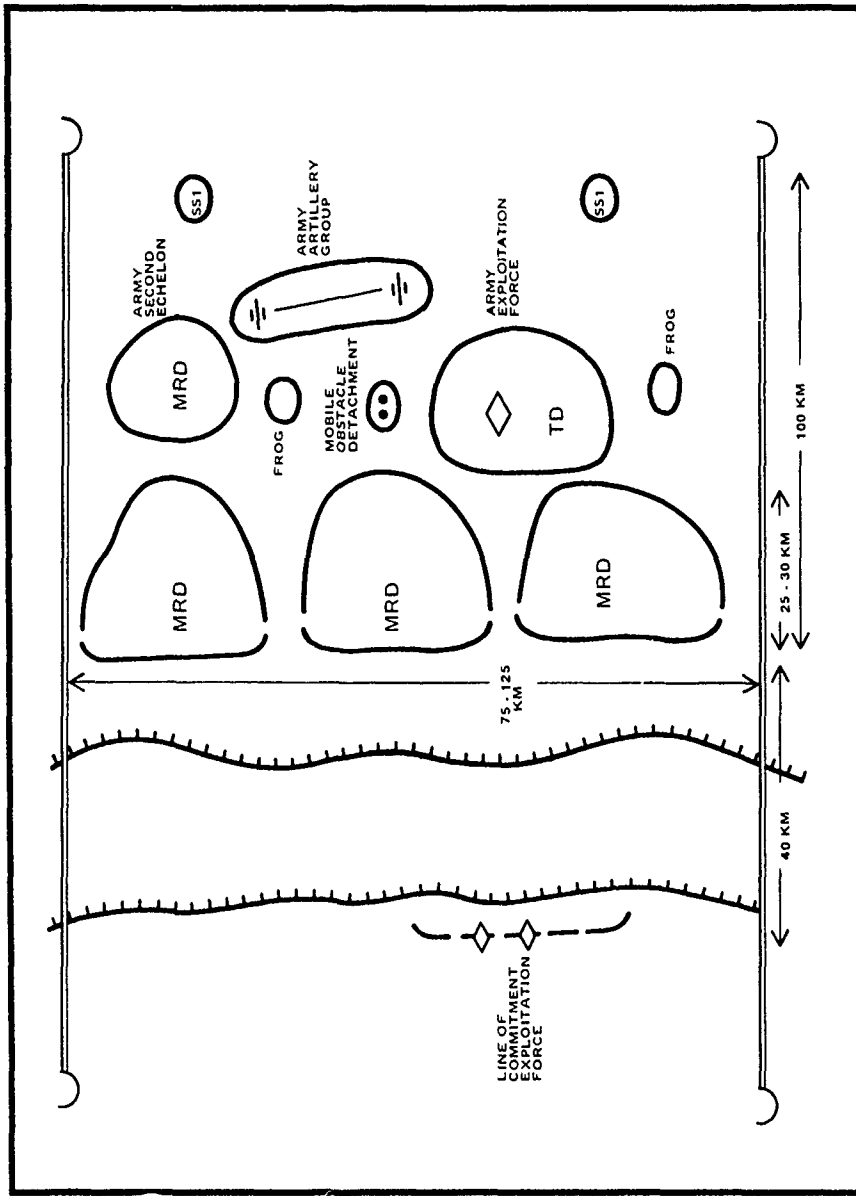 SS1
ARMY
SECOND
ECHELON
MRD
ARMY
ARTILLERY
GROUP
SS1
ARMY
EXPLOITATION
FORCE
FROG
FROG
MOBILE
OBSTACLE
DETACHMENT
TD
MRD
MRD
MRD
100 KM
25 - 30 KM
75 - 125
KM
40 KM
LINE OF
COMMITMENT
EXPLOITATION
FORCE